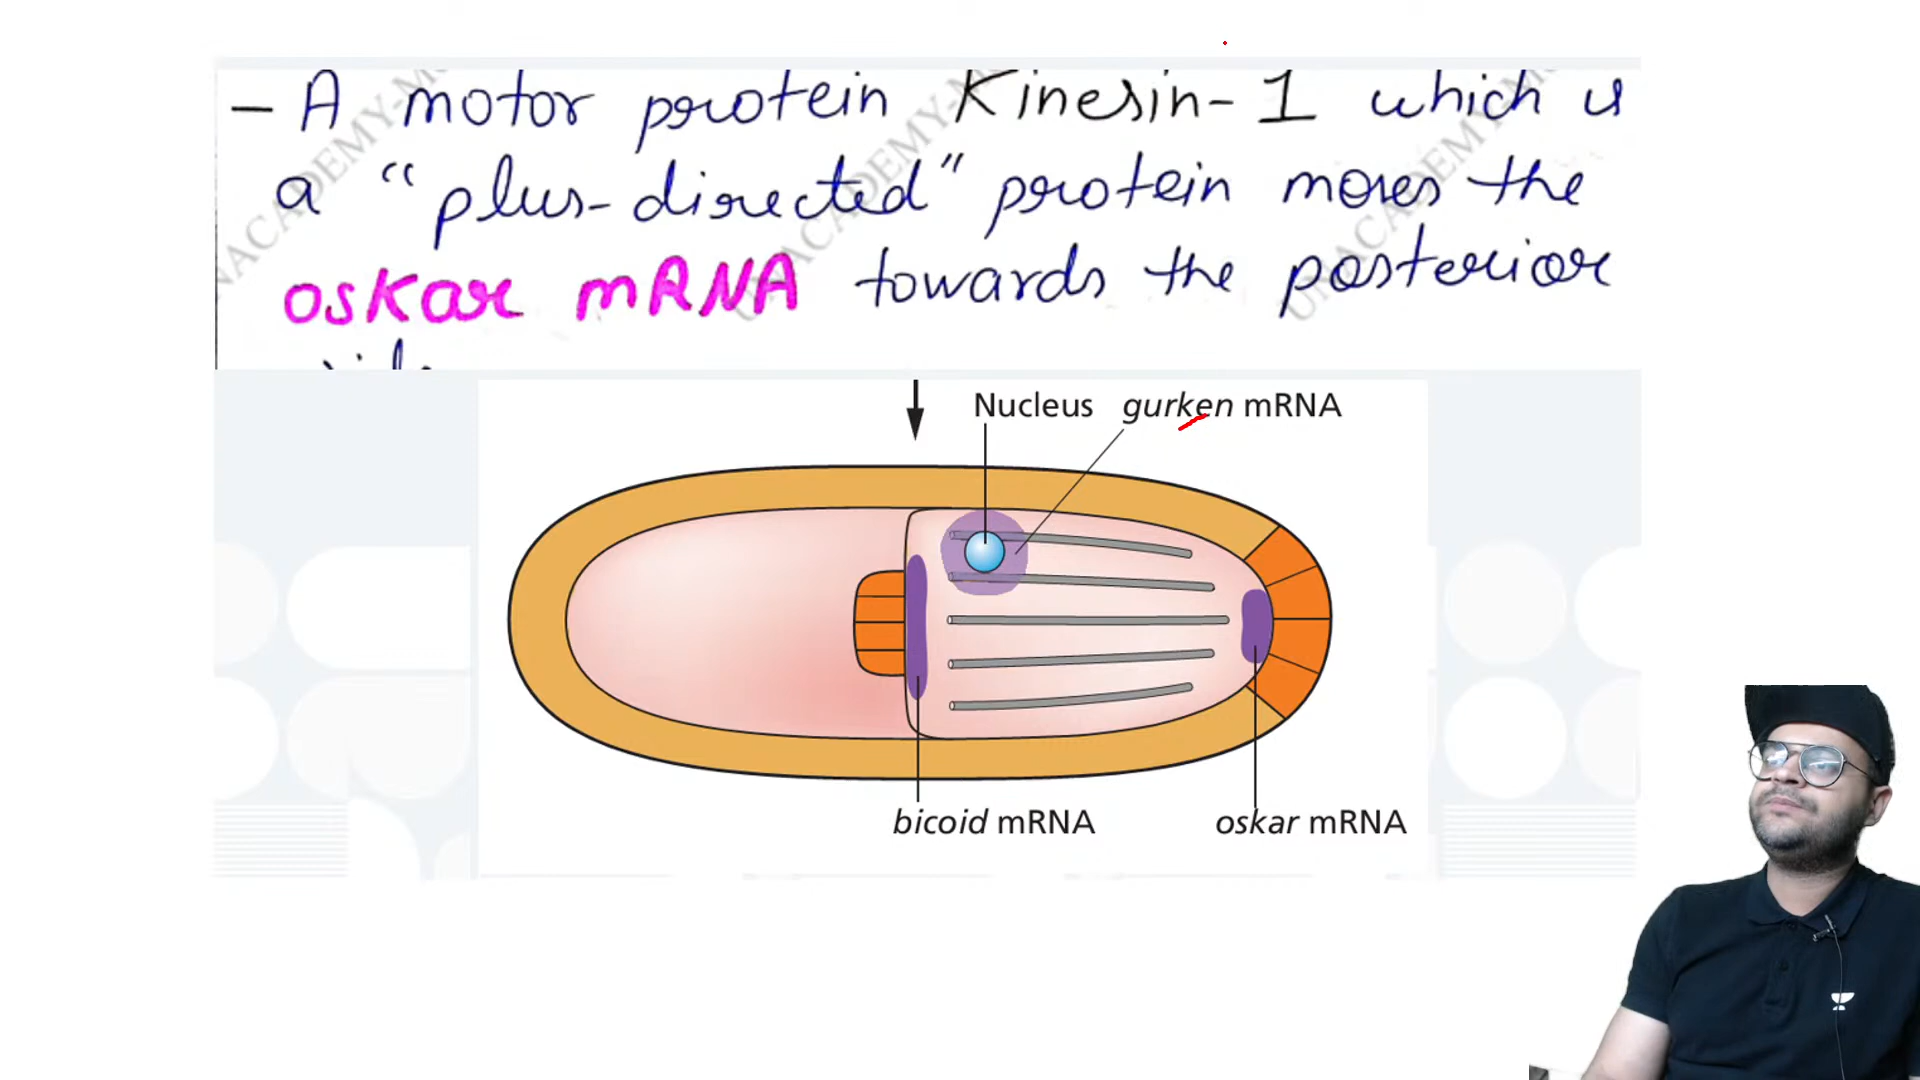 - A motor protein Kinesin-1 which is
a "plus-directed" protein moves the
oskar mRNA towards the posterior
Nucleus gurken mRNA
bicoid mRNA oskar mRNA